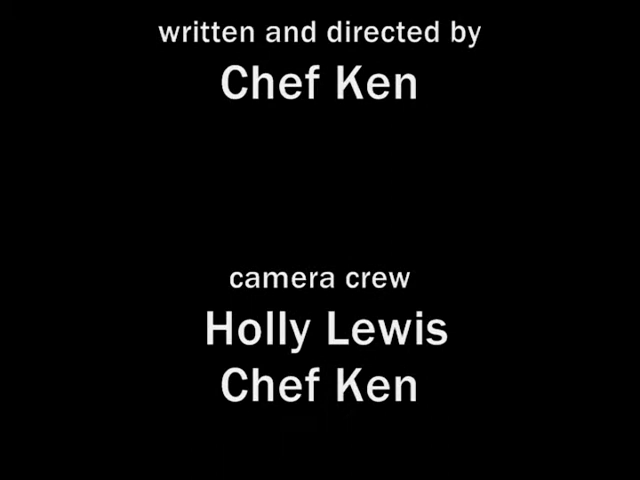 written and directed by
Chef Ken
camera crew
Holly Lewis
Chef Ken